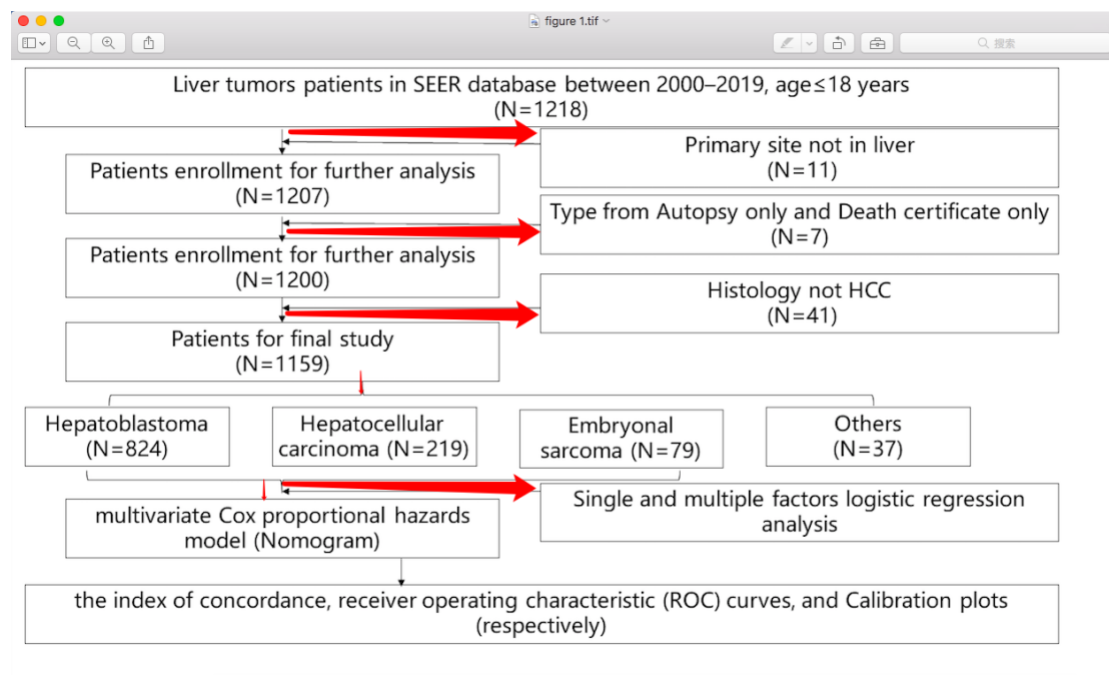 figure 1.tif
搜索
Liver tumors patients in SEER database between 2000–2019, age≤18 years
(N=1218)
Primary site not in liver
(N=11)
Patients enrollment for further analysis
(N=1207)
Type from Autopsy only and Death certificate only
(N=7)
Patients enrollment for further analysis
(N=1200)
Histology not HCC
(N=41)
Patients for final study
(N=1159)
Hepatoblastoma
(N=824)
Hepatocellular
carcinoma (N=219)
Embryonal
sarcoma (N=79)
Others
(N=37)
Single and multiple factors logistic regression
analysis
multivariate Cox proportional hazards
model (Nomogram)
the index of concordance, receiver operating characteristic (ROC) curves, and Calibration plots
(respectively)